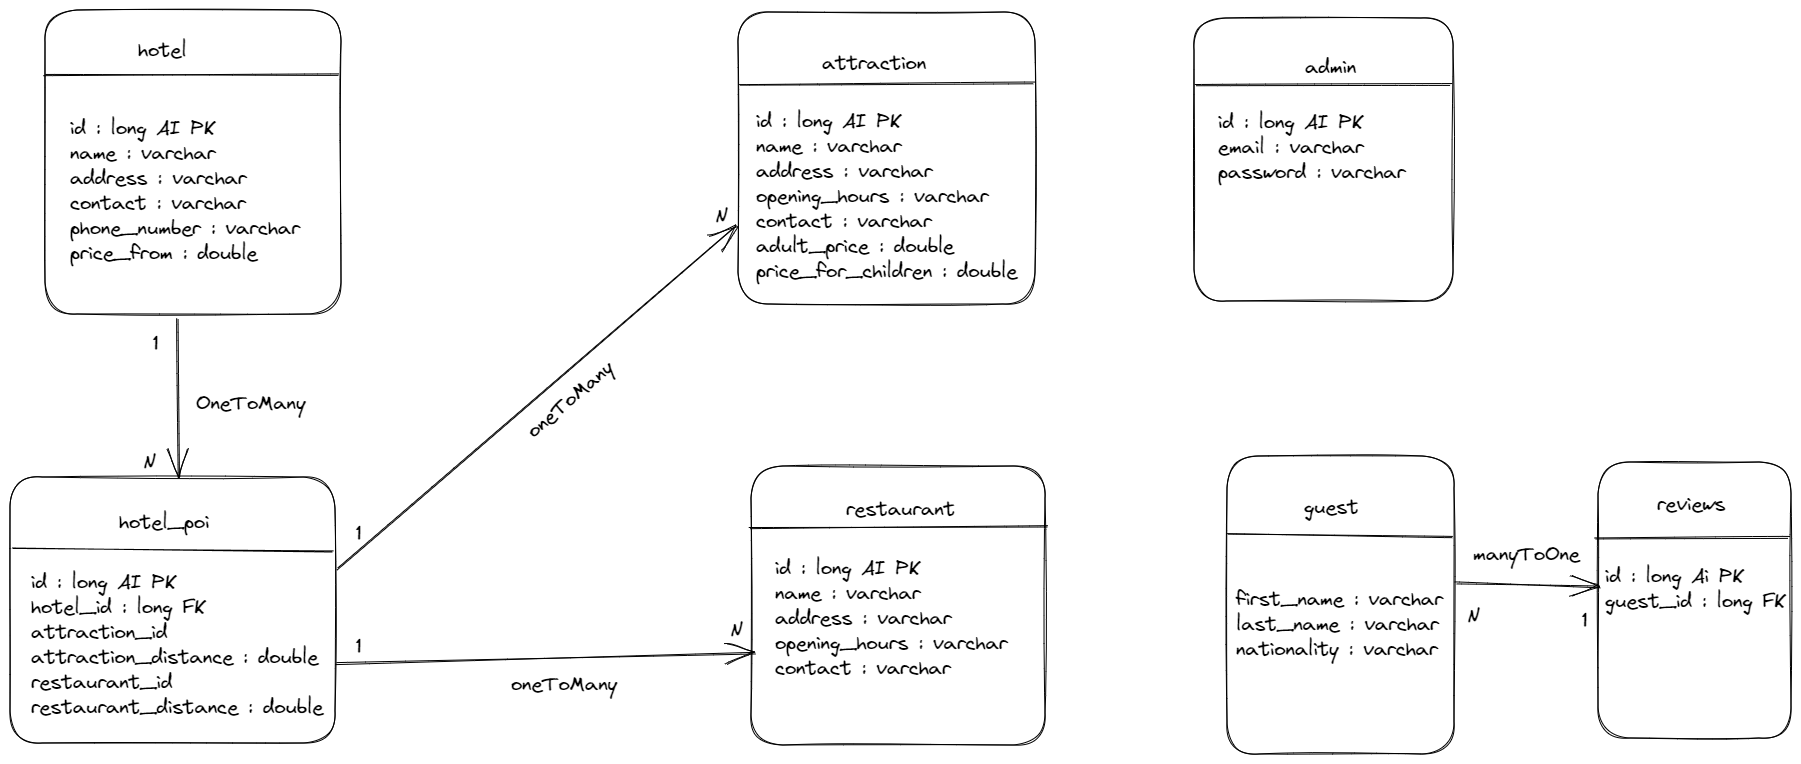 hotel
id : long AI PK
name : varchar
address : varchar
contact : varchar
phone_number : varchar
price_from : double
attraction
id : long AI PK
name : varchar
address : varchar
opening_hours : varchar
contact : varchar
adult_price : double
price_for_children : double
admin
id : long AI PK
email : varchar
password : varchar
1
OneToMany
N
N
oneToMany
1
hotel_poi
id : long AI PK
hotel_id : long FK
attraction_id
attraction_distance : double
restaurant_id
restaurant_distance : double
1
oneToMany
N
restaurant
id : long AI PK
name : varchar
address : varchar
opening_hours : varchar
contact : varchar
guest
first_name : varchar
last_name : varchar
nationality : varchar
manyToOne
N
1
reviews
id : long Ai PK
guest_id : long FK